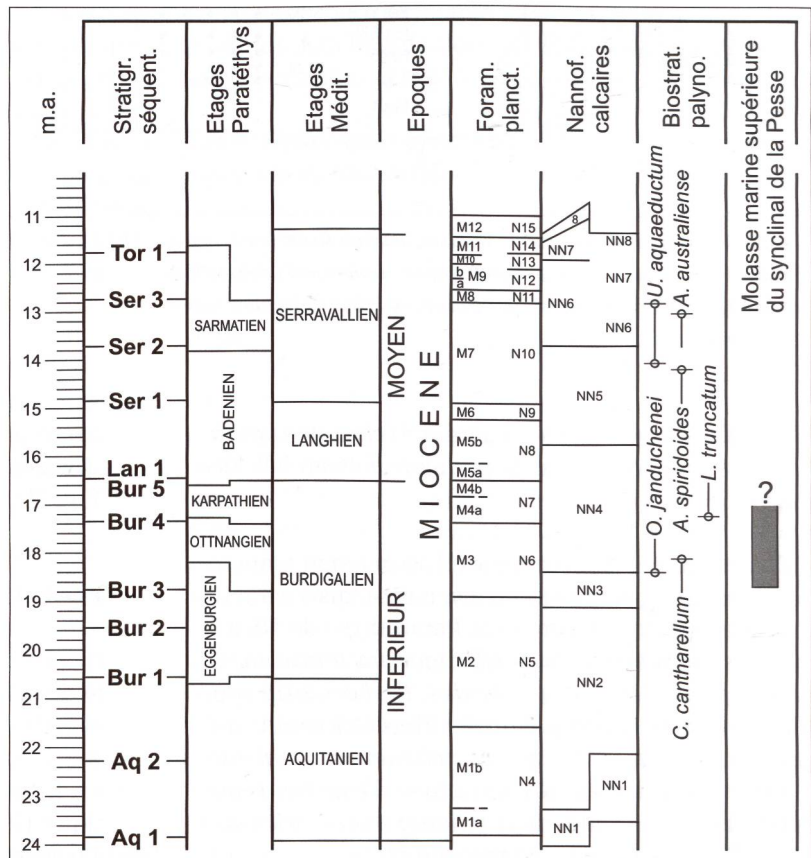 m.a.
Stratigr.
séquent.
Etages
Paratéthys
Etages
Médit.
Epoques
Foram.
planct.
Nannof.
calcaires
Biostrat.
palyno.
Molasse marine supérieure
du synclinal de la Pesse
11
12
13
14
15
16
17
18
19
20
21
22
23
24
Tor 1
Ser 3
Ser 2
Ser 1
Lan 1
Bur 5
Bur 4
Bur 3
Bur 2
Bur 1
Aq 2
Aq 1
SARMATIEN
BADENIEN
KARPATHIEN
OTTNANGIEN
EGGENBURGIEN
SERRAVALLIEN
LANGHIEN
BURDIGALIEN
AQUITANIEN
MIOCENE
MOYEN
INFERIEUR
M12 N15
M11 N14
M10 N13
b M9 N12
a
M8 N11
M7 N10
M6 N9
M5b N8
M5a
M4b N7
M4a
M3 N6
M2 N5
M1b N4
M1a
8
NN8
NN7
NN7
NN6
NN6
NN5
NN4
NN3
NN2
NN1
NN1
U. aquaeductum
A. australiense
O. janduchenei
A. spiridoides
L. truncatum
C. cantharellum
?